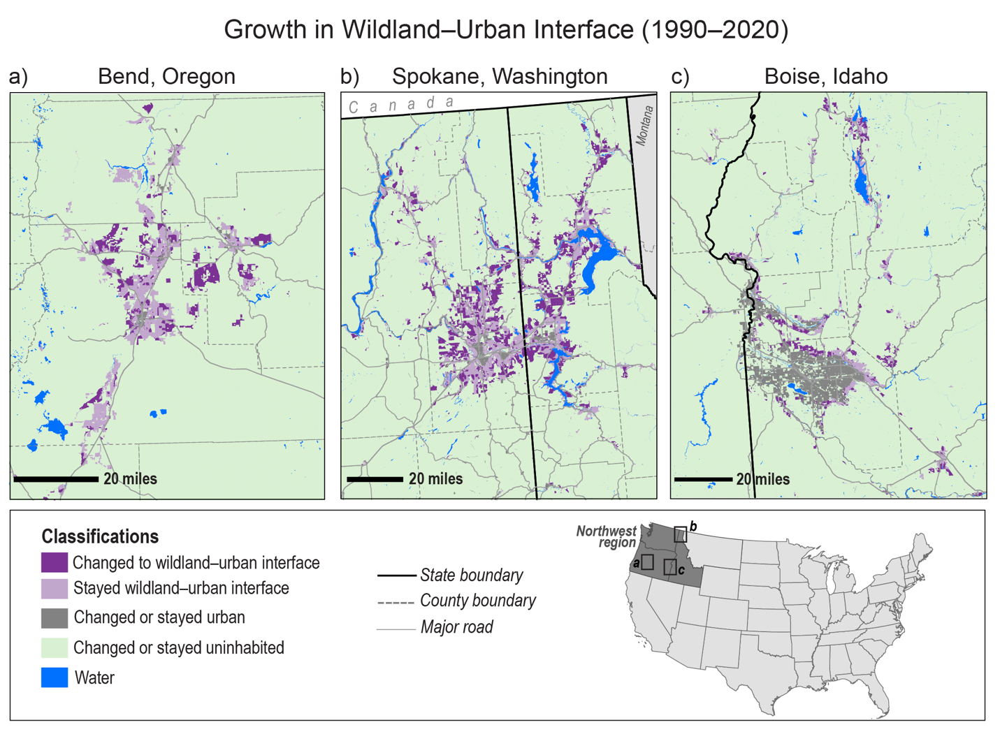 Growth in Wildland–Urban Interface (1990–2020)
a) Bend, Oregon
b) Spokane, Washington
c) Boise, Idaho
Canada
Montana
20 miles
20 miles
20 miles
Classifications
Changed to wildland–urban interface
Stayed wildland–urban interface
Changed or stayed urban
Changed or stayed uninhabited
Water
State boundary
County boundary
Major road
Northwest
region
a
b
c